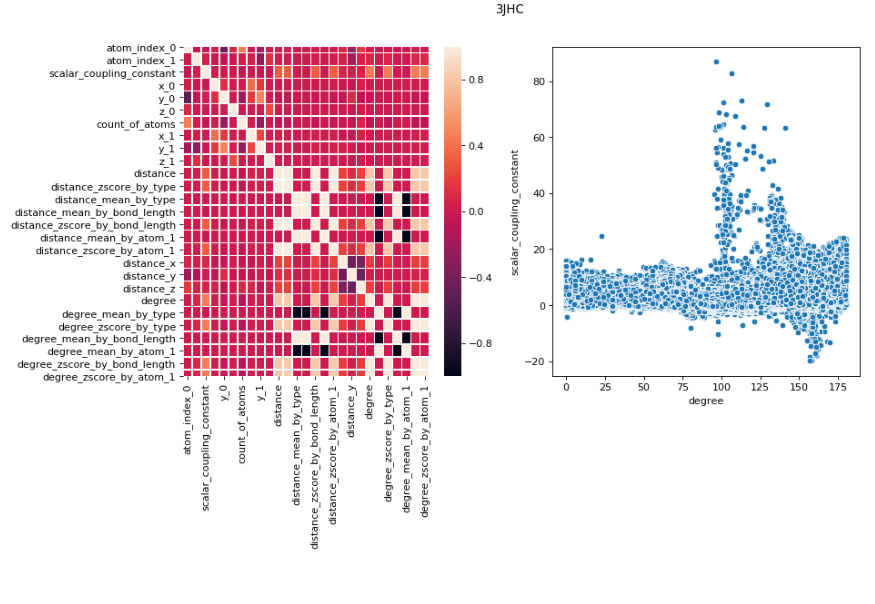 3JHC
atom_index_0
atom_index_1
scalar_coupling_constant
x_0
y_0
z_0
count_of_atoms
x_1
y_1
z_1
distance
distance_zscore_by_type
distance_mean_by_type
distance_mean_by_bond_length
distance_zscore_by_bond_length
distance_mean_by_atom_1
distance_zscore_by_atom_1
distance_x
distance_y
distance_z
degree
degree_mean_by_type
degree_zscore_by_type
degree_mean_by_bond_length
degree_mean_by_atom_1
degree_zscore_by_bond_length
degree_zscore_by_atom_1
atom_index_0
scalar_coupling_constant
y_0
count_of_atoms
y_1
distance
distance_mean_by_type
distance_zscore_by_bond_length
distance_zscore_by_atom_1
distance_y
degree
degree_zscore_by_type
degree_mean_by_atom_1
degree_zscore_by_atom_1
0.8
0.4
0.0
−0.4
−0.8
scalar_coupling_constant
80
60
40
20
0
−20
0 25 50 75 100 125 150 175
degree